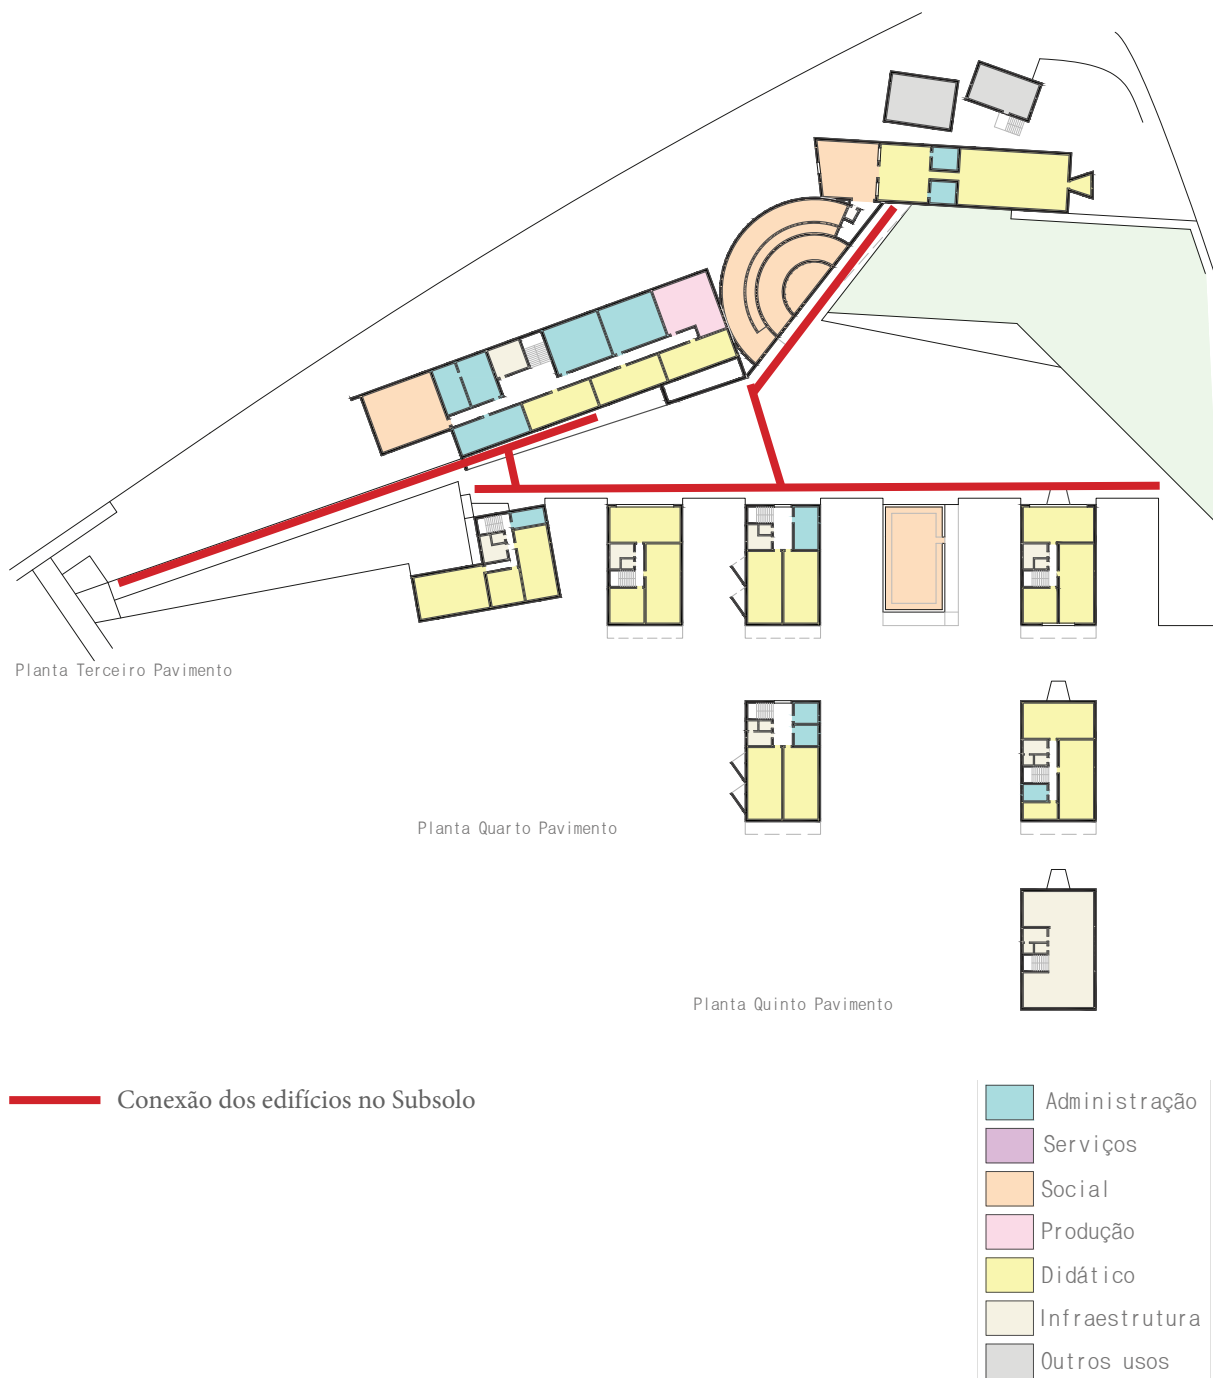 Planta Terceiro Pavimento
Planta Quarto Pavimento
Planta Quinto Pavimento
Conexão dos edifícios no Subsolo
Administração
Serviços
Social
Produção
Didático
Infraestrutura
Outros usos